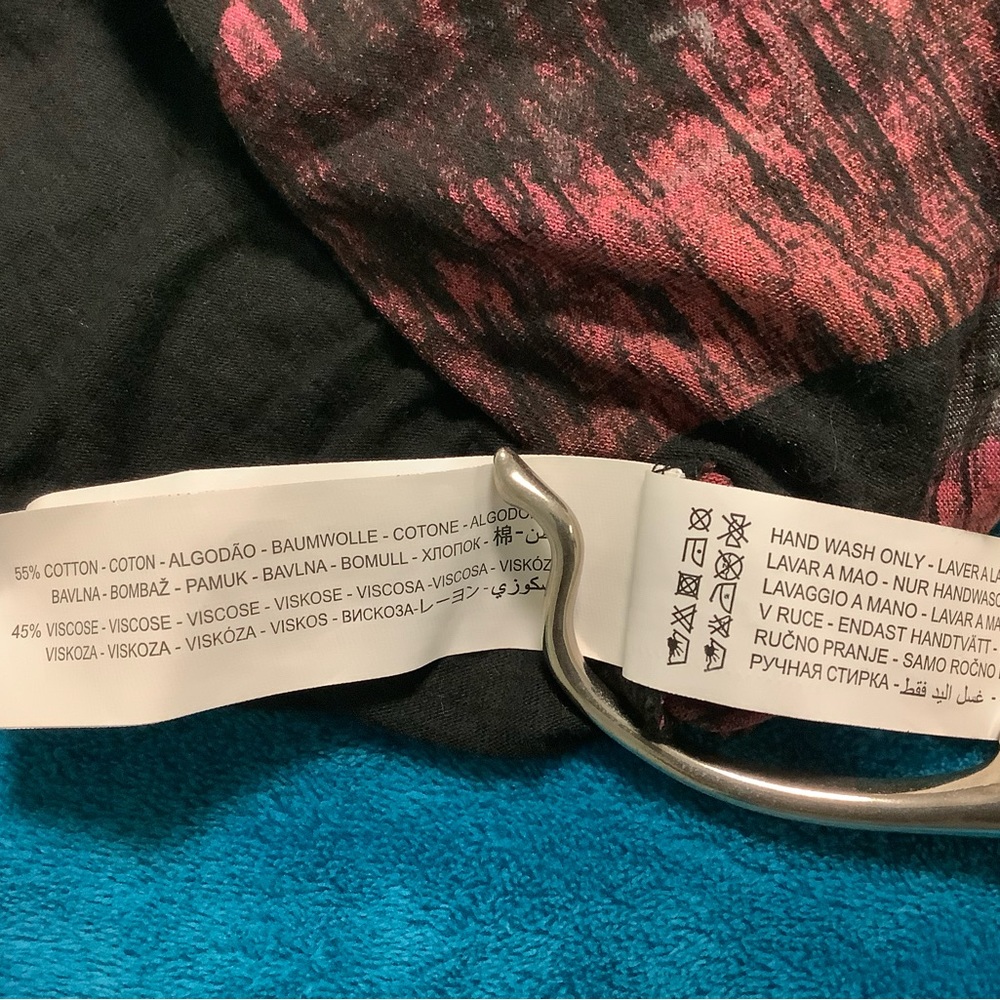 55% COTTON - COTON - ALGODÃO - BAUMWOLLE - COTONE - ALGODO
BAVLNA - BOMBAŽ - PAMUK - BAVLNA - BOMULL - ХЛОПОК - 棉 -
45% VISCOSE - VISCOSE - VISCOSE - VISKOSE - VISCOSA - VISCOSA - VISKÓZ
VISKOZA - VISKOZA - VISKÓZA - VISKOS - ВИСКОЗА - レーヨン -
HAND WASH ONLY - LAVER A LA
LAVAR A MAO - NUR HANDWASC
LAVAGGIO A MANO - LAVAR A MA
V RUCE - ENDAST HANDTVÄTT -
RUČNO PRANJE - SAMO ROČNO
РУЧНАЯ СТИРКА - غسل اليد فقط -